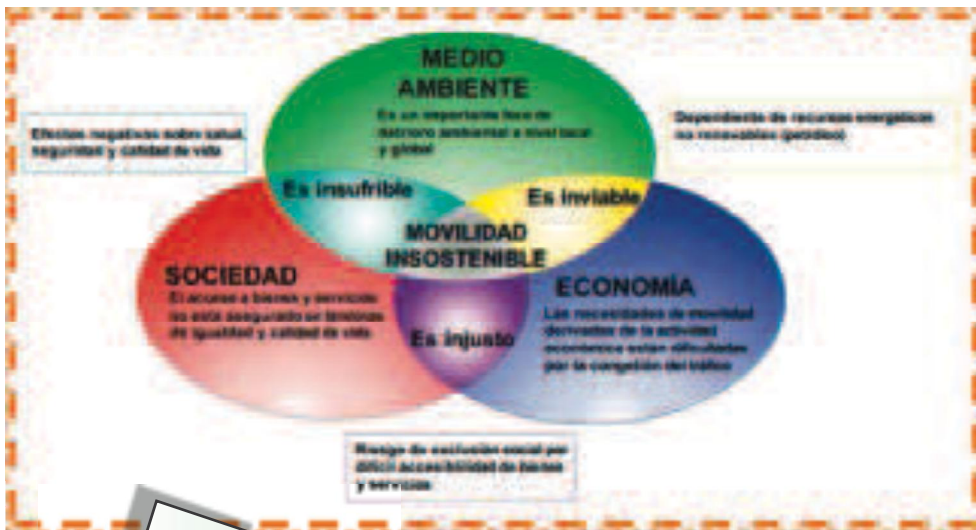 MEDIO
AMBIENTE
Es un importante foco de
deterioro ambiental a nivel local
y global
Efectos negativos sobre salud,
seguridad y calidad de vida
Dependiente de recursos energéticos
no renovables (petróleo)
Es insufrible
Es inviable
MOVILIDAD
INSOSTENIBLE
SOCIEDAD
El acceso a bienes y servicios
no está asegurado en términos
de igualdad y calidad de vida
ECONOMÍA
Las necesidades de movilidad
derivadas de la actividad
económica están dificultadas
por la congestión del tráfico
Es injusto
Riesgo de exclusión social por
difícil accesibilidad de bienes
y servicios